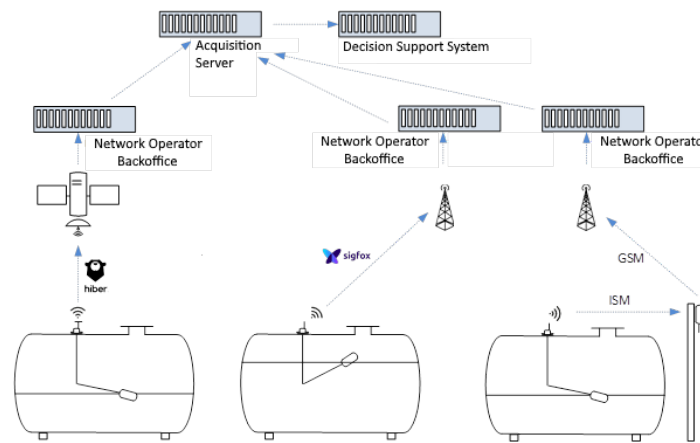 Acquisition
Server
Decision Support System
Network Operator
Backoffice
Network Operator
Backoffice
Network Operator
Backoffice
sigfox
GSM
hiber
ISM